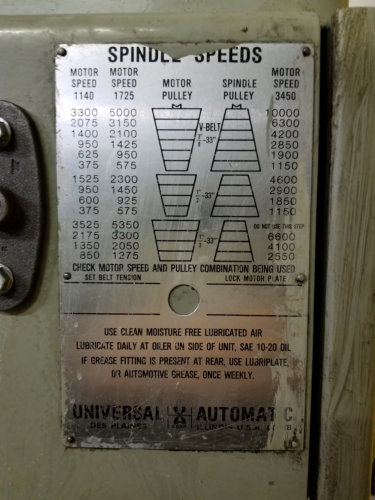 SPINDLE SPEEDS
MOTOR SPEED 1140 MOTOR SPEED 1725 MOTOR PULLEY SPINDLE PULLEY MOTOR SPEED 3450
3300 5000 10000
2075 3150 V-BELT 6300
1400 2100 -33" 4200
950 1425 2850
625 950 1900
375 575 1150
1525 2300 4600
950 1450 -33" 2900
600 925 1850
375 575 1150
3525 5350 DO NOT USE THIS STEP
2175 3300 -33" 6600
1350 2050 4100
850 1275 2550
CHECK MOTOR SPEED AND PULLEY COMBINATION BEING USED
SET BELT TENSION LOCK MOTOR PLATE
USE CLEAN MOISTURE FREE LUBRICATED AIR
LUBRICATE DAILY AT OILER ON SIDE OF UNIT, SAE 10-20 OIL
IF GREASE FITTING IS PRESENT AT REAR, USE LUBRIPLATE,
OR AUTOMOTIVE GREASE, ONCE WEEKLY.
UNIVERSAL AUTOMATIC
DES PLAINES ILLINOIS U.S.A.